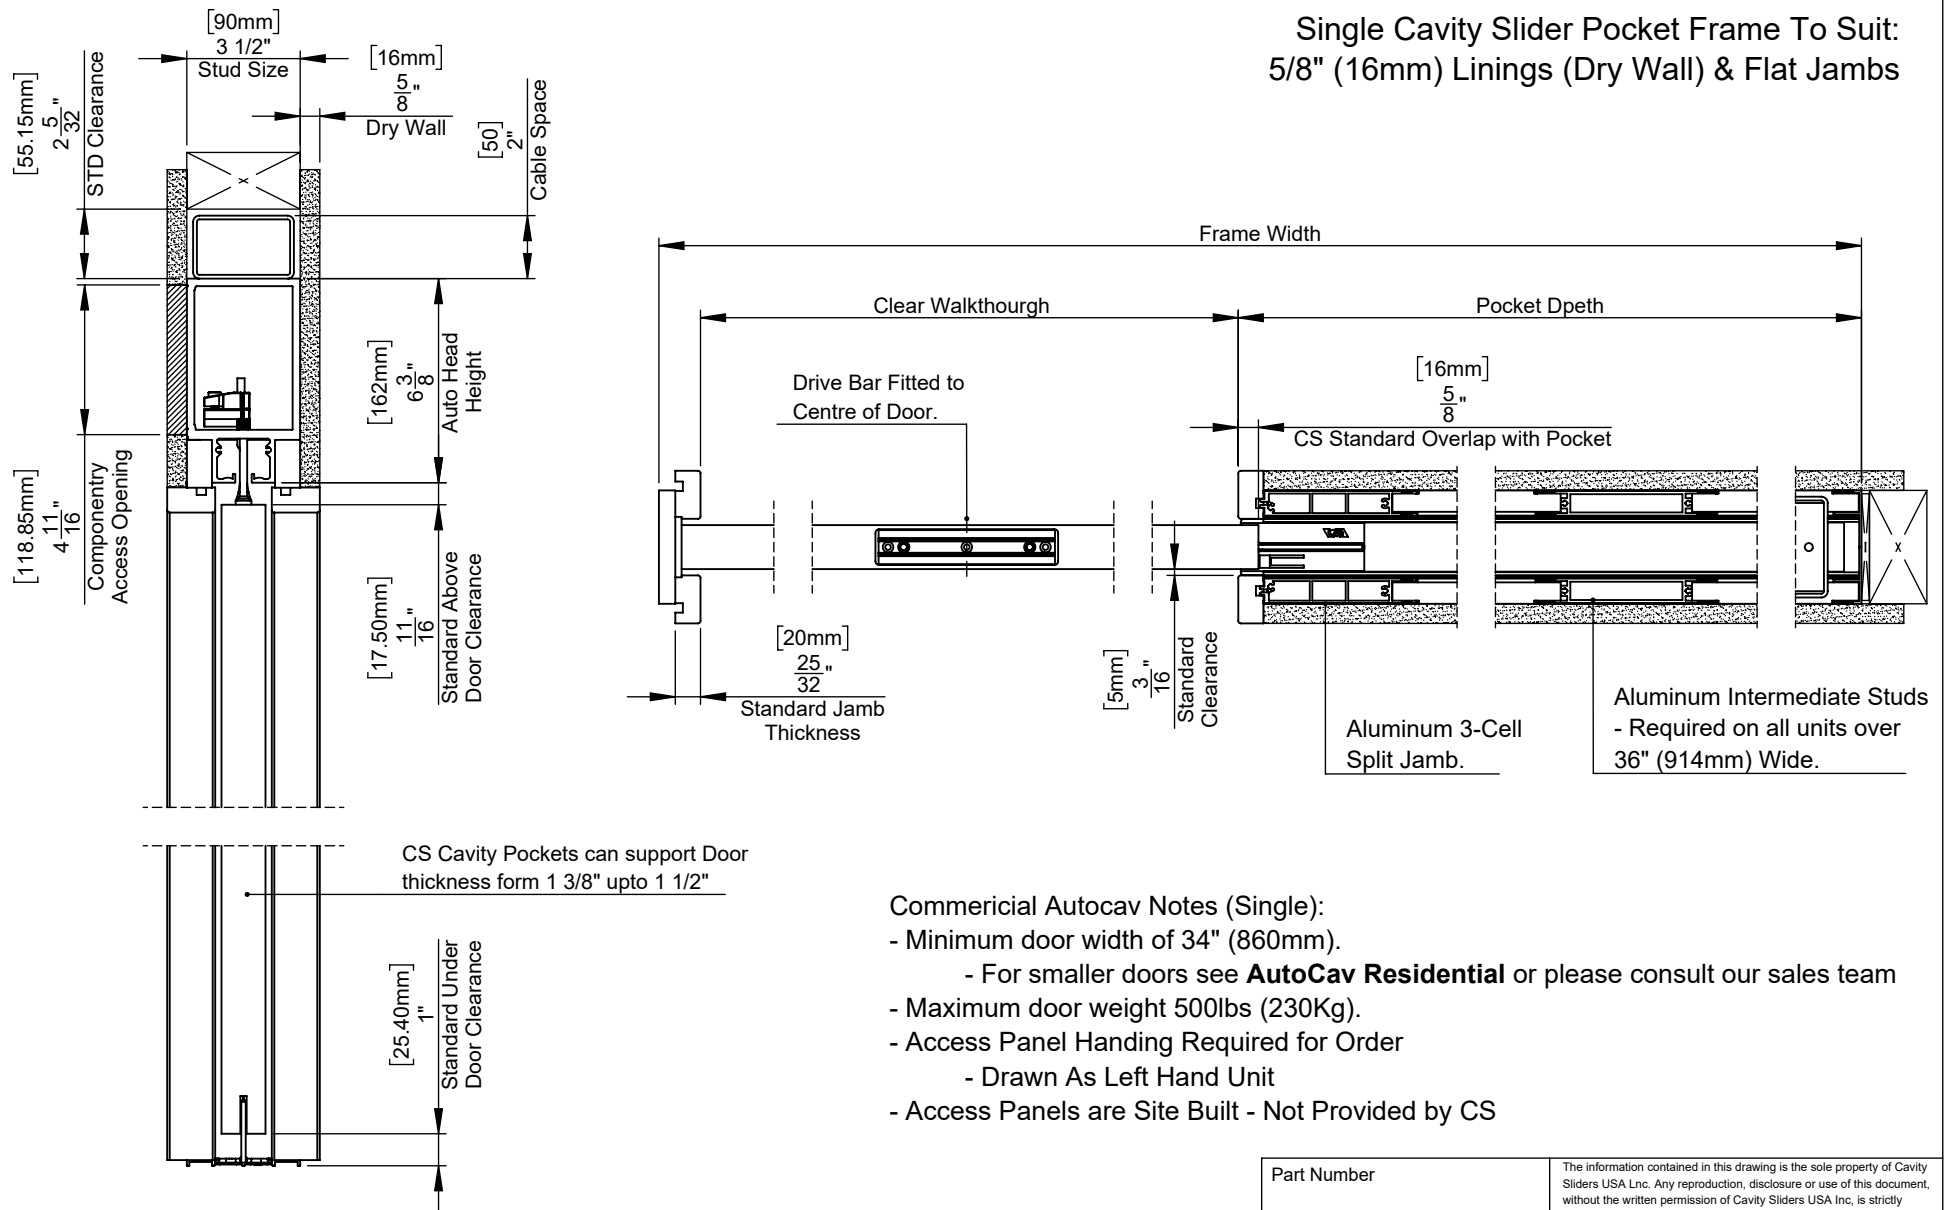 Single Cavity Slider Pocket Frame To Suit:
5/8" (16mm) Linings (Dry Wall) & Flat Jambs
[90mm]
3 1/2"
Stud Size
[16mm]
5/8"
Dry Wall
[55.15mm]
2 5/32"
STD Clearance
[50]
2"
Cable Space
[162mm]
6 3/8"
Auto Head
Height
[118.85mm]
4 11/16"
Componentry
Access Opening
[17.50mm]
11/16"
Standard Above
Door Clearance
CS Cavity Pockets can support Door
thickness form 1 3/8" upto 1 1/2"
[25.40mm]
1"
Standard Under
Door Clearance
Frame Width
Clear Walkthourgh
Pocket Dpeth
Drive Bar Fitted to
Centre of Door.
[16mm]
5/8"
CS Standard Overlap with Pocket
[20mm]
25/32"
Standard Jamb
Thickness
[5mm]
3/16"
Standard
Clearance
Aluminum 3-Cell
Split Jamb.
Aluminum Intermediate Studs
- Required on all units over
36" (914mm) Wide.
Commericial Autocav Notes (Single):
- Minimum door width of 34" (860mm).
- For smaller doors see AutoCav Residential or please consult our sales team
- Maximum door weight 500lbs (230Kg).
- Access Panel Handing Required for Order
- Drawn As Left Hand Unit
- Access Panels are Site Built - Not Provided by CS
Part Number
The information contained in this drawing is the sole property of Cavity
Sliders USA Lnc. Any reproduction, disclosure or use of this document,
without the written permission of Cavity Sliders USA Inc, is strictly